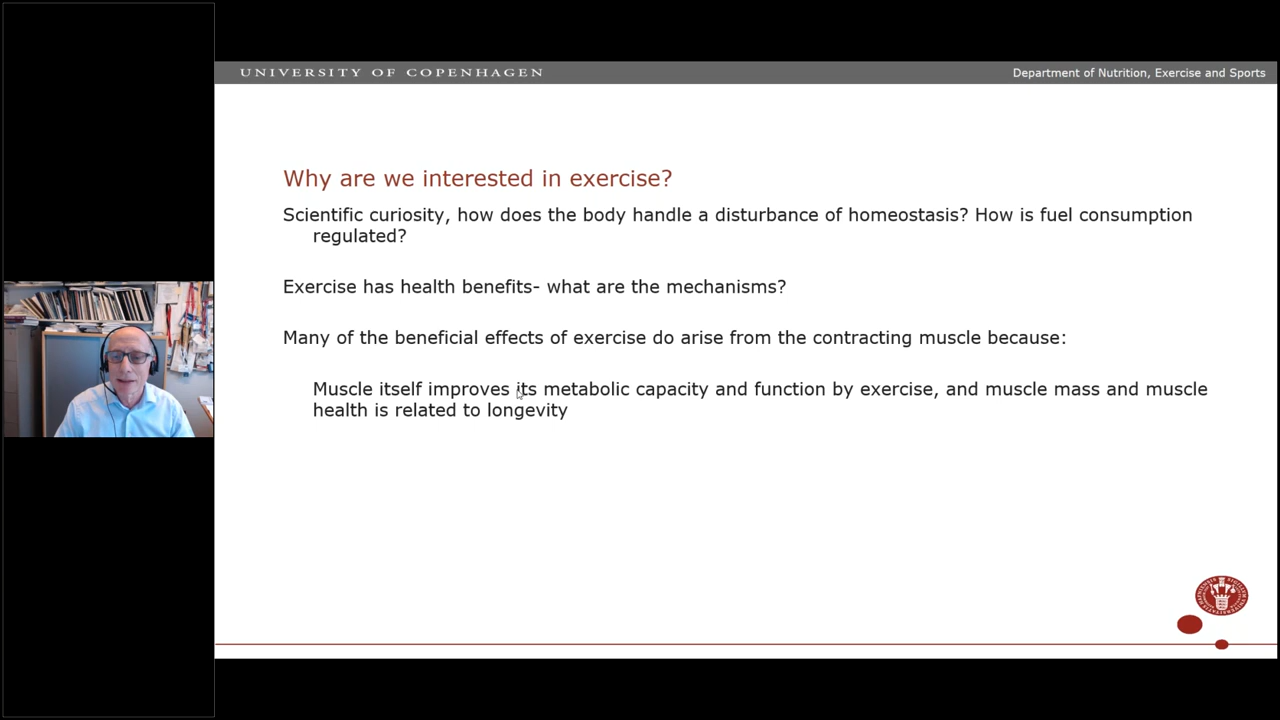 UNIVERSITY OF COPENHAGEN
Department of Nutrition, Exercise and Sports
Why are we interested in exercise?
Scientific curiosity, how does the body handle a disturbance of homeostasis? How is fuel consumption
regulated?
Exercise has health benefits- what are the mechanisms?
Many of the beneficial effects of exercise do arise from the contracting muscle because:
Muscle itself improves its metabolic capacity and function by exercise, and muscle mass and muscle
health is related to longevity